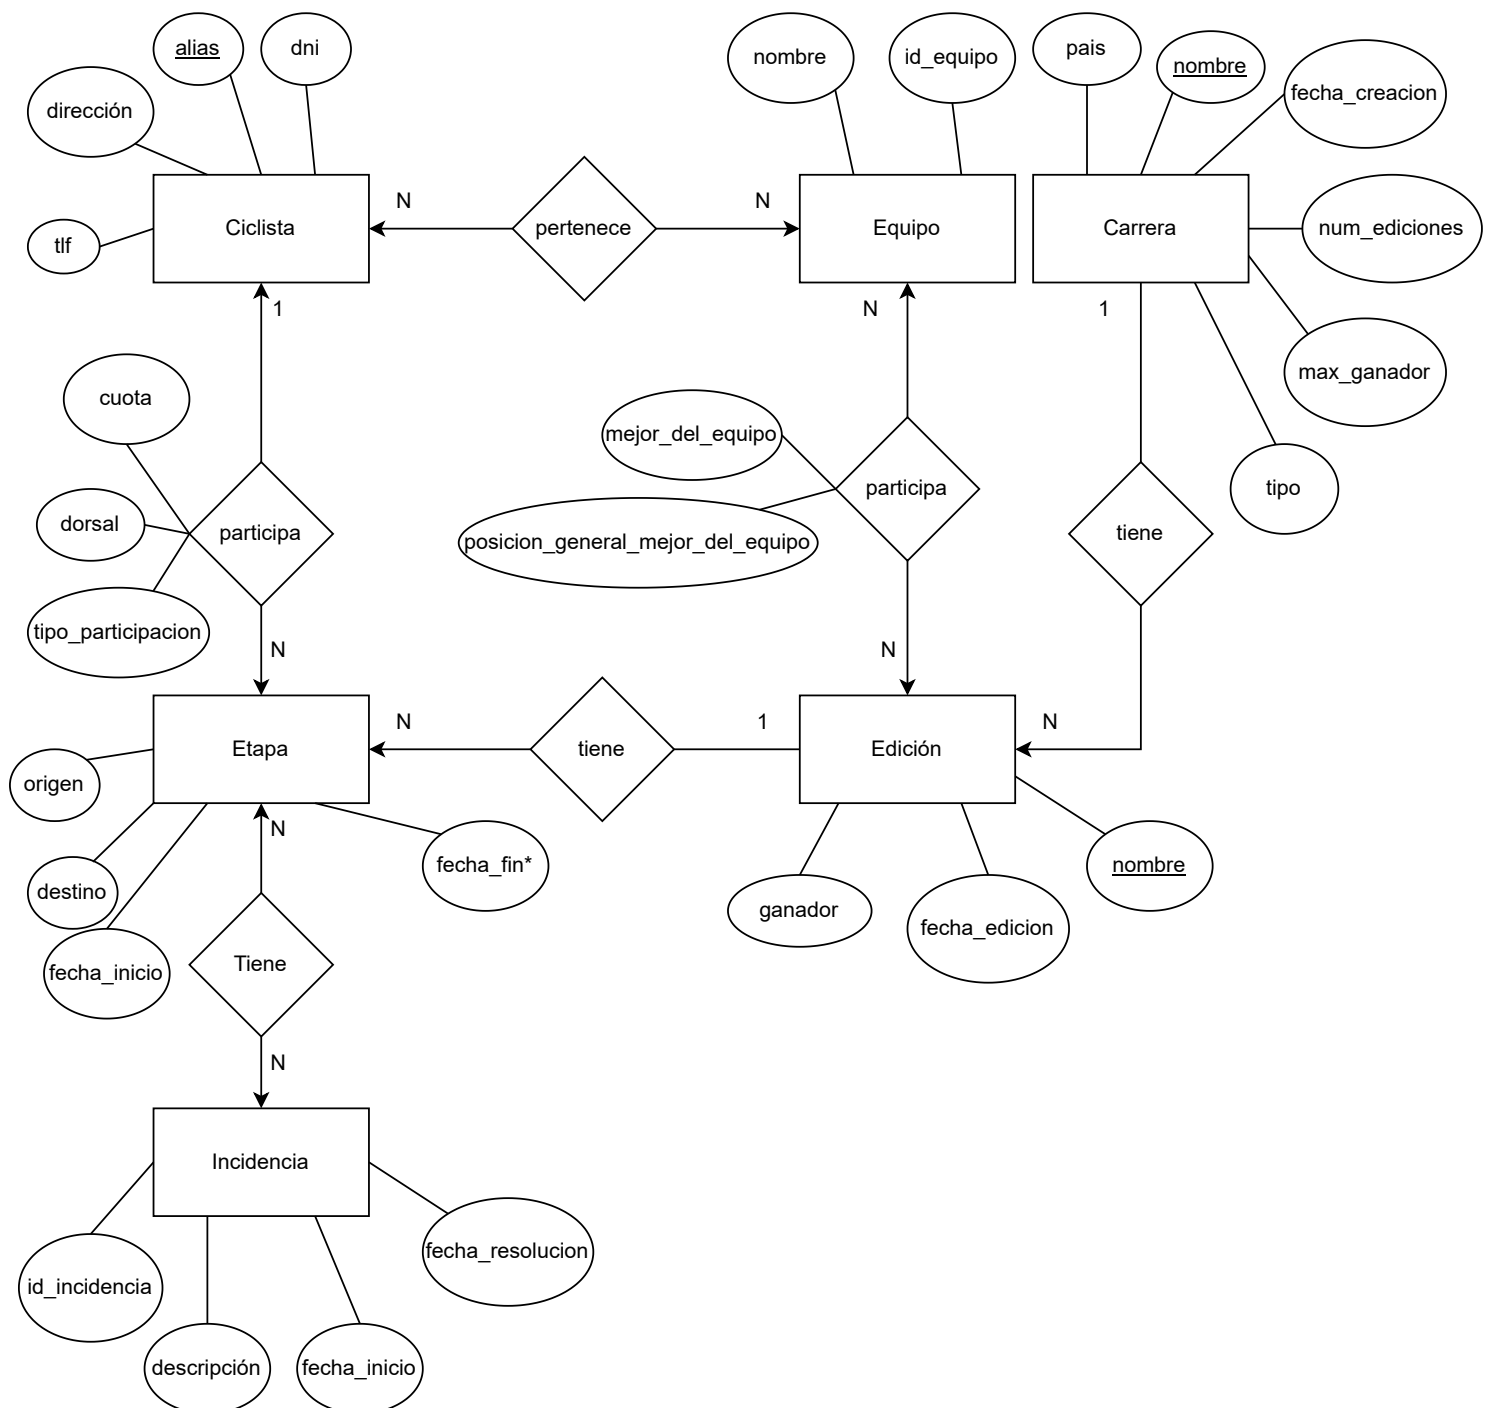 alias
dni
nombre
id_equipo
pais
nombre
fecha_creacion
dirección
tlf
Ciclista
N
pertenece
N
Equipo
Carrera
num_ediciones
1
N
1
max_ganador
cuota
mejor_del_equipo
participa
tipo
dorsal
participa
posicion_general_mejor_del_equipo
tiene
tipo_participacion
N
N
Etapa
N
tiene
1
Edición
N
origen
N
fecha_fin*
nombre
destino
ganador
fecha_edicion
fecha_inicio
Tiene
N
Incidencia
fecha_resolucion
id_incidencia
descripción
fecha_inicio